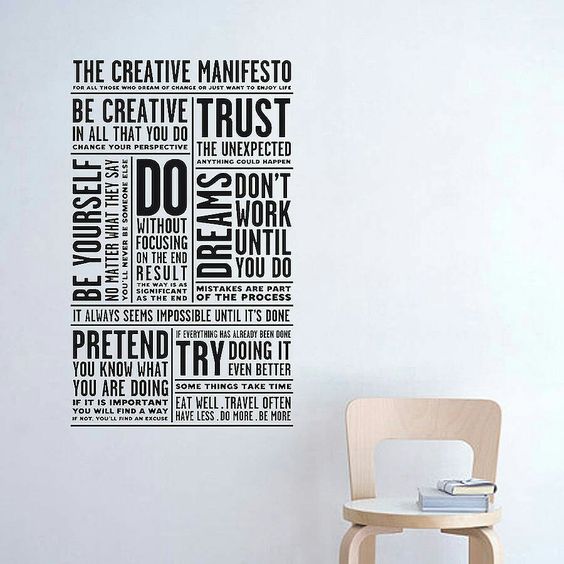 THE CREATIVE MANIFESTO
FOR ALL THOSE WHO DREAM OF CHANGE OR JUST WANT TO ENJOY LIFE
BE CREATIVE
IN ALL THAT YOU DO
CHANGE YOUR PERSPECTIVE
TRUST
THE UNEXPECTED
ANYTHING COULD HAPPEN
BE YOURSELF
NO MATTER WHAT THEY SAY
YOU'LL NEVER BE SOMEONE ELSE
DO
WITHOUT
FOCUSING
ON THE END
RESULT
THE WAY IS AS
SIGNIFICANT
AS THE END
DREAMS
DON'T
WORK
UNTIL
YOU DO
MISTAKES ARE PART
OF THE PROCESS
IT ALWAYS SEEMS IMPOSSIBLE UNTIL IT'S DONE
PRETEND
YOU KNOW WHAT
YOU ARE DOING
IF IT IS IMPORTANT
YOU WILL FIND A WAY
IF NOT, YOU'LL FIND AN EXCUSE
IF EVERYTHING HAS ALREADY BEEN DONE
TRY
DOING IT
EVEN BETTER
SOME THINGS TAKE TIME
EAT WELL . TRAVEL OFTEN
HAVE LESS . DO MORE . BE MORE